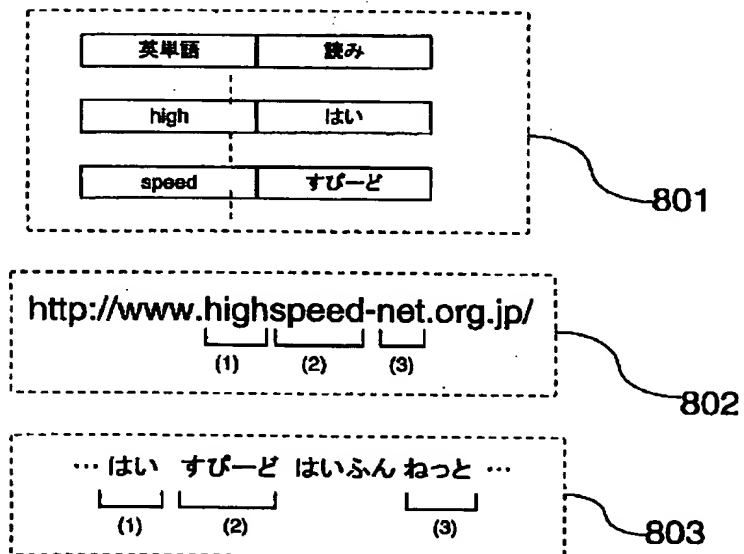 英単語 読み
high はい
speed すぴーど
801
http://www.highspeed-net.org.jp/
(1) (2) (3)
802
… はい すぴーど はいふん ねっと …
(1) (2) (3)
803